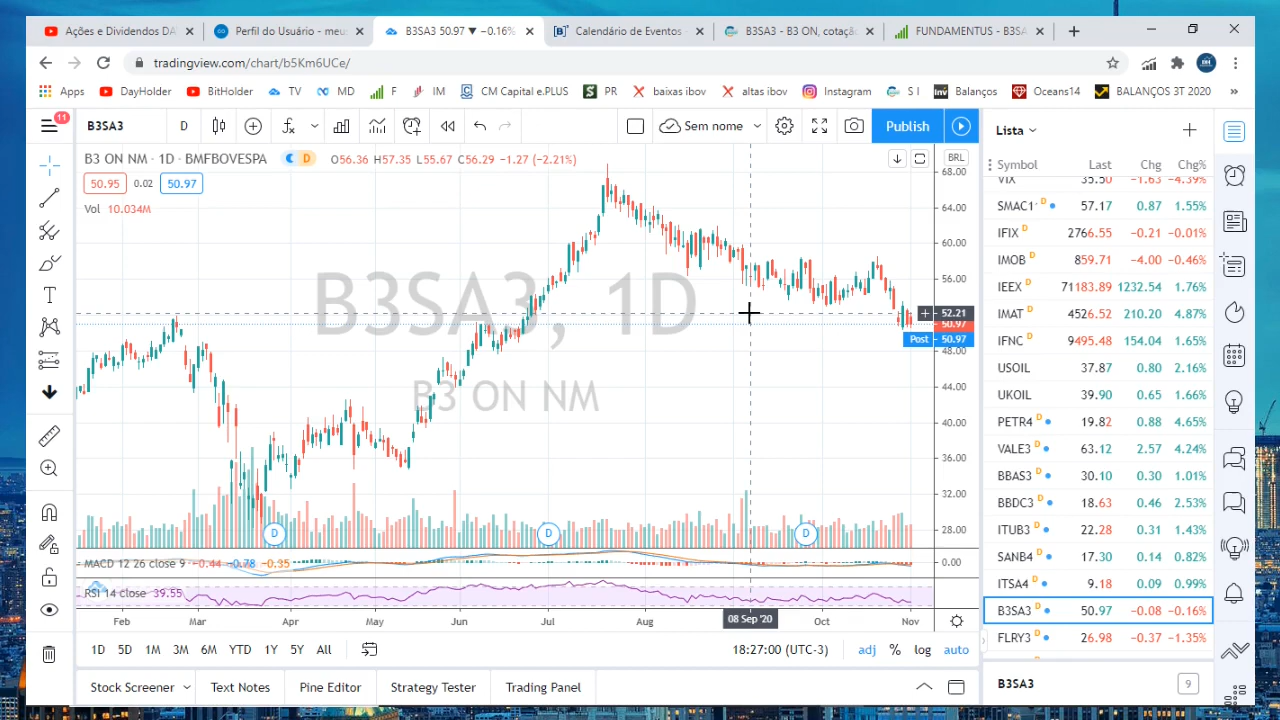 Ações e Dividendos DA
Perfil do Usuário - meu
B3SA3 50.97 ▼ −0.16%
Calendário de Eventos
B3SA3 - B3 ON, cotaçã
FUNDAMENTUS - B3SA
tradingview.com/chart/b5Km6UCe/
Apps DayHolder BitHolder TV MD F IM CM Capital e.PLUS PR baixas ibov altas ibov Instagram S I Balanços Oceans14 BALANÇOS 3T 2020 »
11
B3SA3 D Sem nome Publish
Lista
B3 ON NM · 1D · BMFBOVESPA D O56.36 H57.35 L55.67 C56.29 −1.27 (−2.21%)
BRL
50.95 0.02 50.97
Vol 10.034M
B3SA3, 1D
B3 ON NM
68.00
64.00
60.00
56.00
52.21
50.97
Post 50.97
48.00
44.00
40.00
36.00
32.00
28.00
D D D
MACD 12 26 close 9 −0.44 −0.78 −0.35
0.00
RSI 14 close 39.55
Feb Mar Apr May Jun Jul Aug 08 Sep '20 Oct Nov
1D 5D 1M 3M 6M YTD 1Y 5Y All
18:27:00 (UTC-3) adj % log auto
Stock Screener Text Notes Pine Editor Strategy Tester Trading Panel
Symbol Last Chg Chg%
VIX 35.50 −1.63 −4.39%
SMAC1 D 57.17 0.87 1.55%
IFIX D 2766.55 −0.21 −0.01%
IMOB D 859.71 −4.00 −0.46%
IEEX D 71183.89 1232.54 1.76%
IMAT D 4526.52 210.20 4.87%
IFNC D 9495.48 154.04 1.65%
USOIL 37.87 0.80 2.16%
UKOIL 39.90 0.65 1.66%
PETR4 D 19.82 0.88 4.65%
VALE3 D 63.12 2.57 4.24%
BBAS3 D 30.10 0.30 1.01%
BBDC3 D 18.63 0.46 2.53%
ITUB3 D 22.28 0.31 1.43%
SANB4 D 17.30 0.14 0.82%
ITSA4 D 9.18 0.09 0.99%
B3SA3 D 50.97 −0.08 −0.16%
FLRY3 D 26.98 −0.37 −1.35%
B3SA3 9